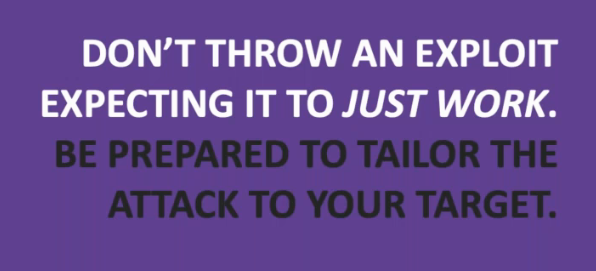 DON’T THROW AN EXPLOIT
EXPECTING IT TO JUST WORK.
BE PREPARED TO TAILOR THE
ATTACK TO YOUR TARGET.